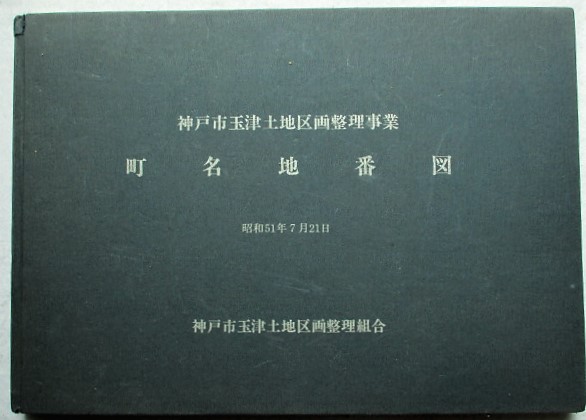 神戸市玉津土地区画整理事業
町名地番図
昭和51年7月21日
神戸市玉津土地区画整理組合